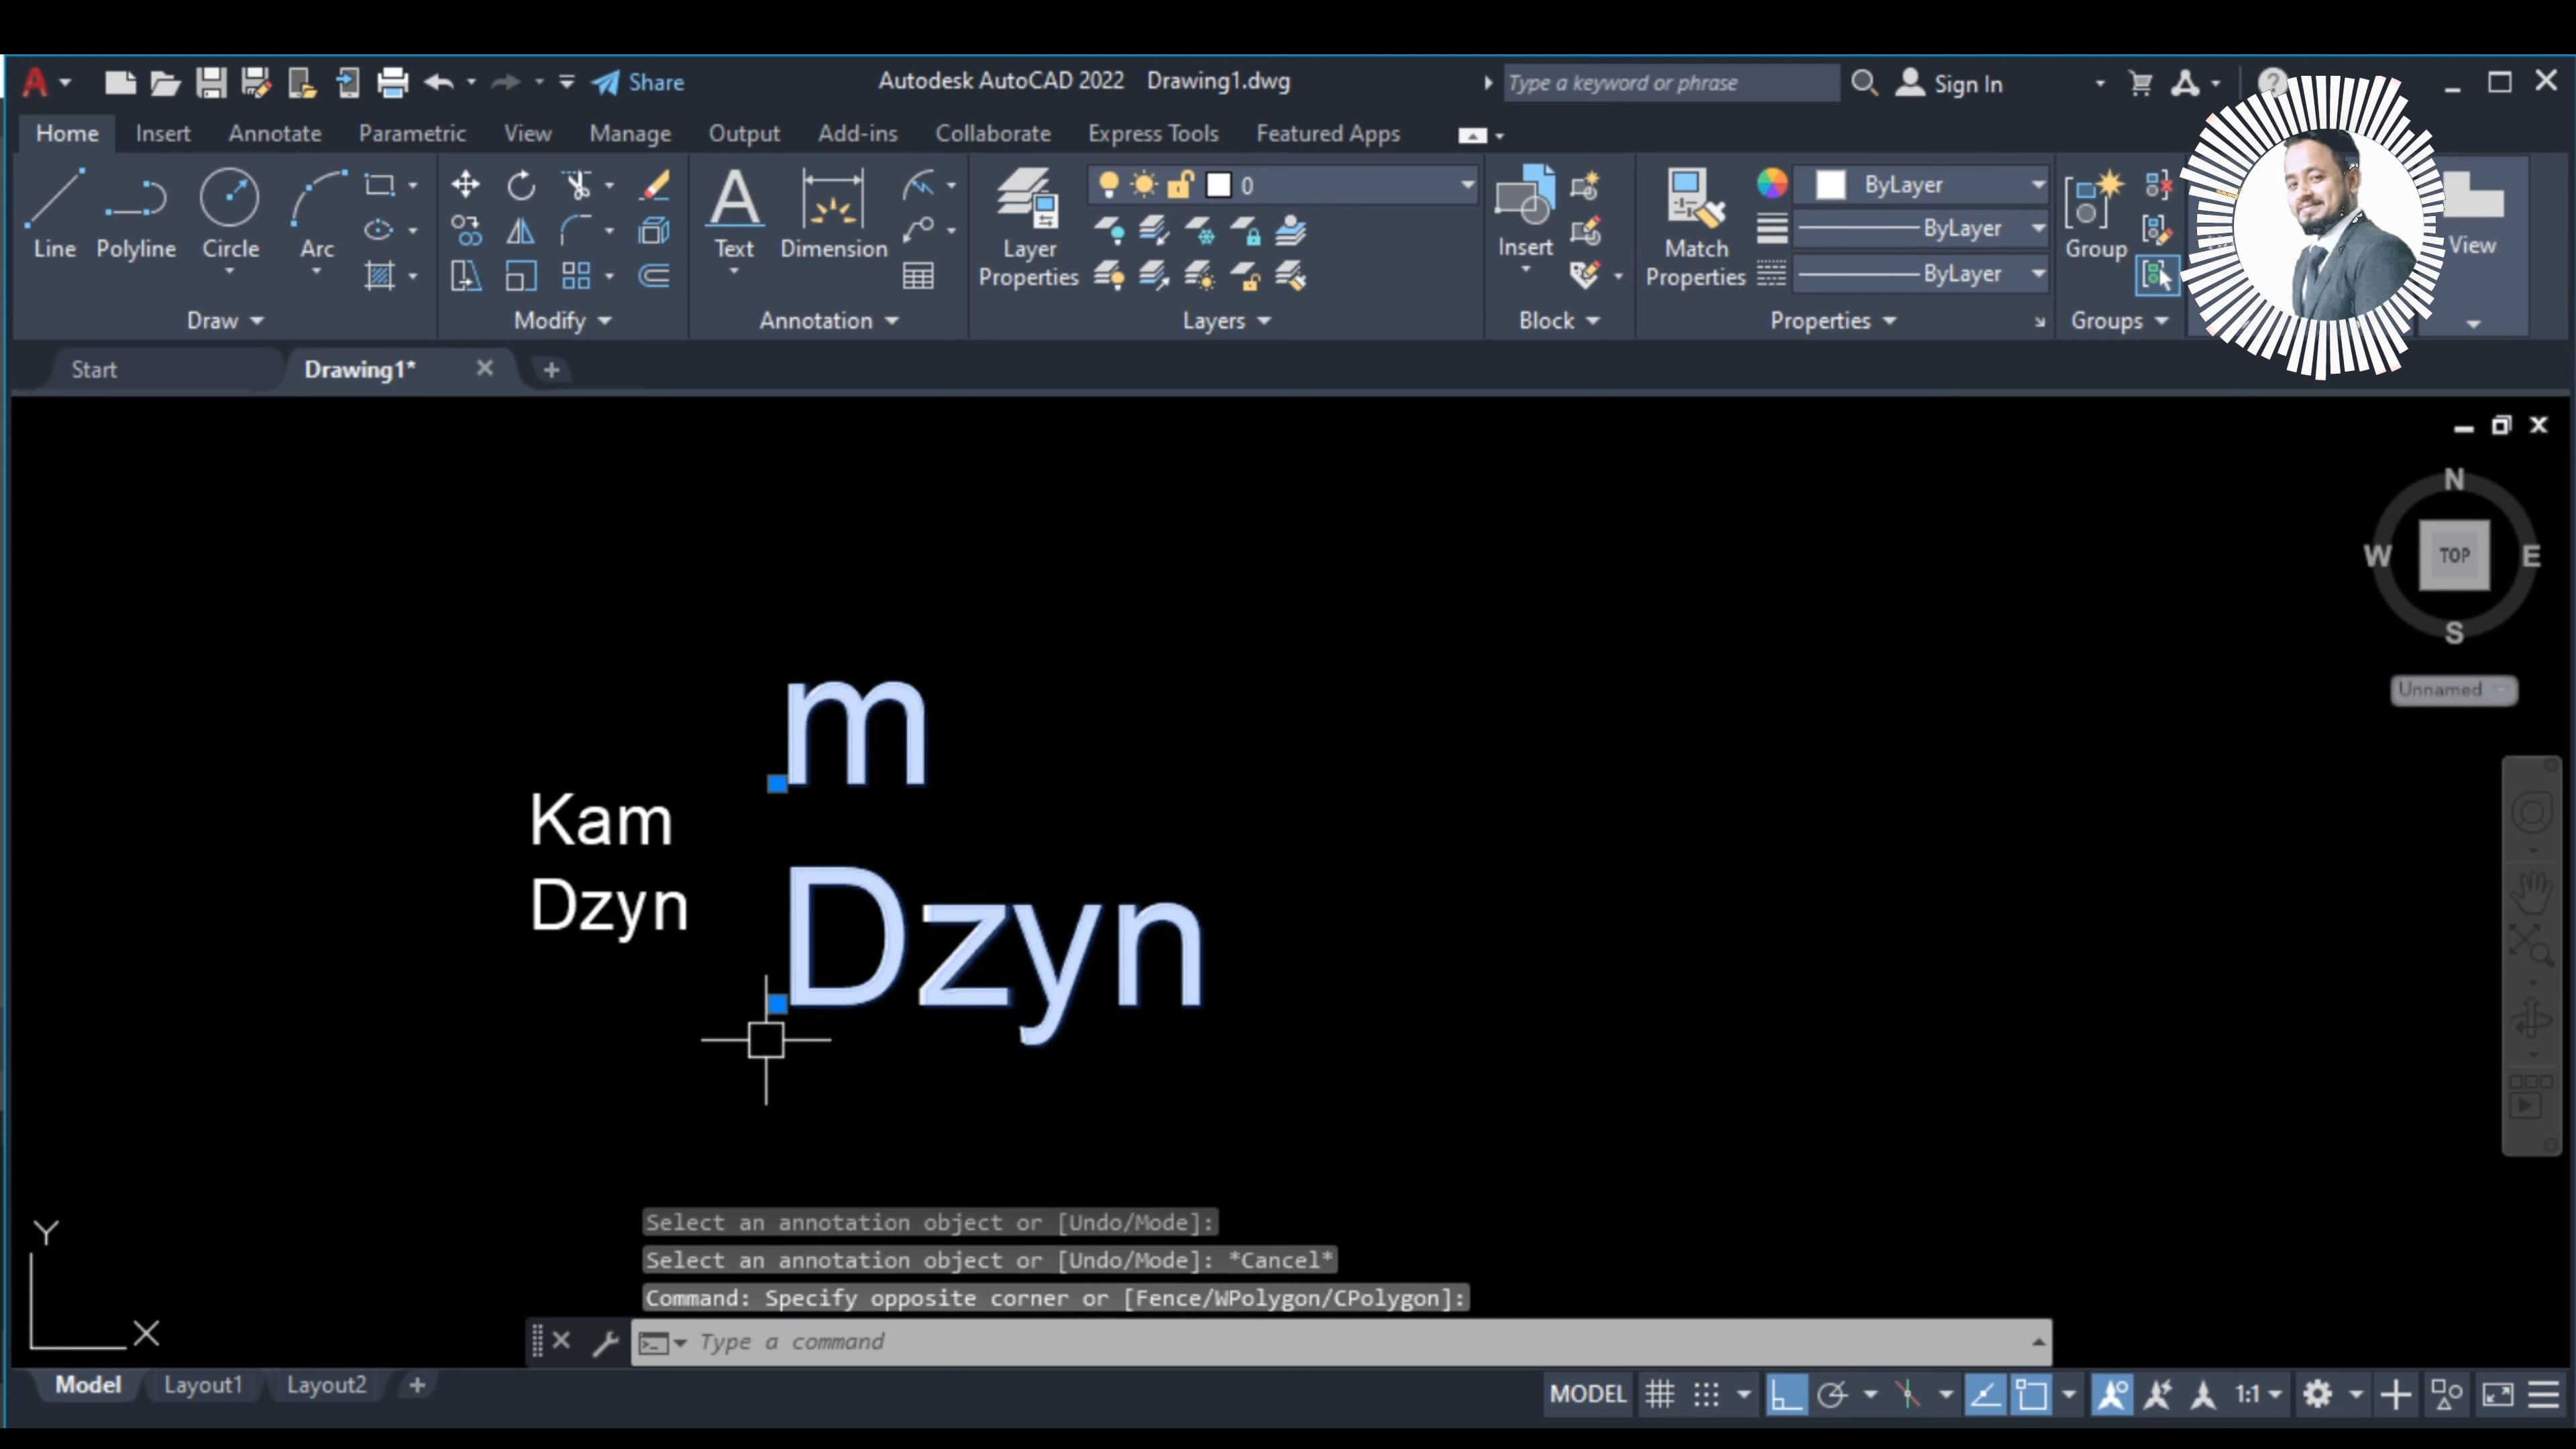 Share
Autodesk AutoCAD 2022 Drawing1.dwg
Type a keyword or phrase
Sign In
Home Insert Annotate Parametric View Manage Output Add-ins Collaborate Express Tools Featured Apps
Line Polyline Circle Arc
Text Dimension
Layer Properties
0
Insert
Match Properties
ByLayer
ByLayer
ByLayer
Group
View
Draw Modify Annotation Layers Block Properties Groups
Start Drawing1*
N
W TOP E
S
Unnamed
m
Kam
Dzyn
Dzyn
Y
X
Select an annotation object or [Undo/Mode]:
Select an annotation object or [Undo/Mode]: *Cancel*
Command: Specify opposite corner or [Fence/WPolygon/CPolygon]:
Type a command
Model Layout1 Layout2 +
MODEL 1:1